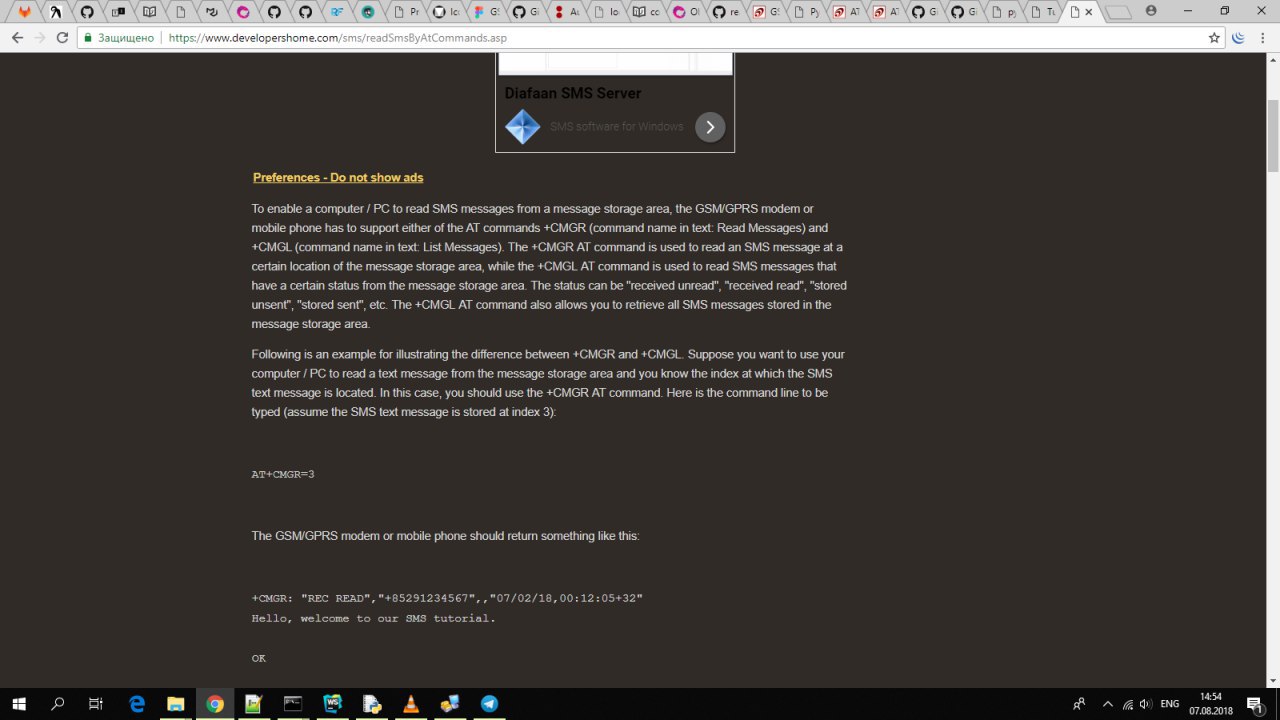 Pr
Ico
G
G
Au
lo
cc
O
re
G
Py
AT
AT
G
G
py
Tu
Защищено
https://www.developershome.com/sms/readSmsByAtCommands.asp
Diafaan SMS Server
SMS software for Windows
Preferences - Do not show ads
To enable a computer / PC to read SMS messages from a message storage area, the GSM/GPRS modem or
mobile phone has to support either of the AT commands +CMGR (command name in text: Read Messages) and
+CMGL (command name in text: List Messages). The +CMGR AT command is used to read an SMS message at a
certain location of the message storage area, while the +CMGL AT command is used to read SMS messages that
have a certain status from the message storage area. The status can be "received unread", "received read", "stored
unsent", "stored sent", etc. The +CMGL AT command also allows you to retrieve all SMS messages stored in the
message storage area.
Following is an example for illustrating the difference between +CMGR and +CMGL. Suppose you want to use your
computer / PC to read a text message from the message storage area and you know the index at which the SMS
text message is located. In this case, you should use the +CMGR AT command. Here is the command line to be
typed (assume the SMS text message is stored at index 3):
AT+CMGR=3
The GSM/GPRS modem or mobile phone should return something like this:
+CMGR: "REC READ","+85291234567",,"07/02/18,00:12:05+32"
Hello, welcome to our SMS tutorial.
OK
ENG
14:54
07.08.2018